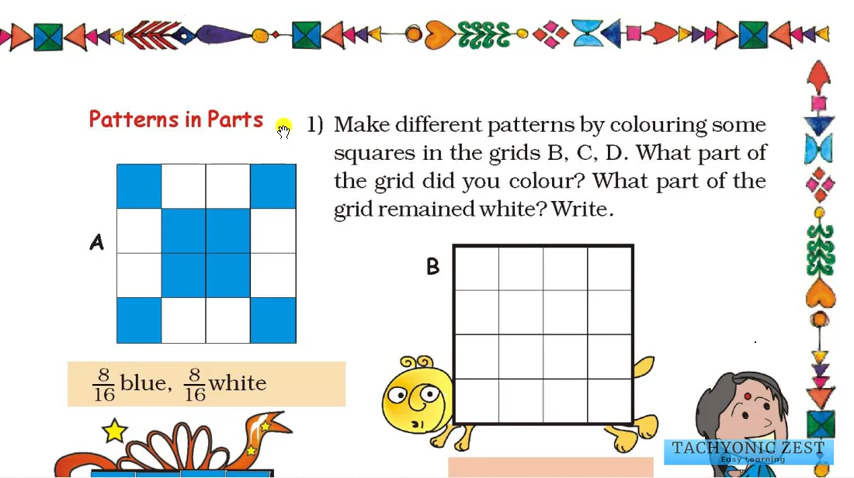 Patterns in Parts
1) Make different patterns by colouring some
squares in the grids B, C, D. What part of
the grid did you colour? What part of the
grid remained white? Write.
A
B
8/16 blue, 8/16 white
TACHYONIC ZEST
Easy Learning